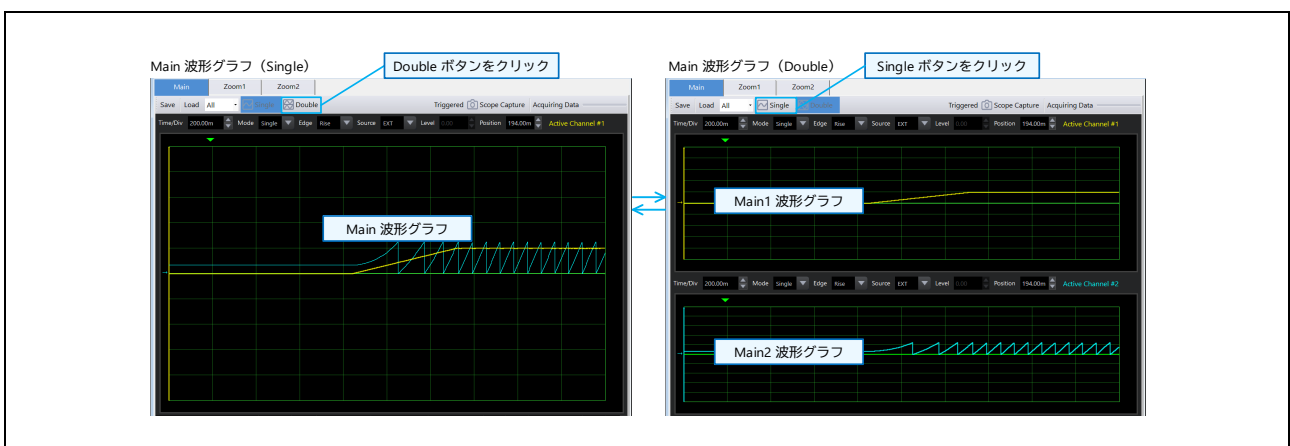 Main 波形グラフ（Single）
Double ボタンをクリック
Main Zoom1 Zoom2
Save Load All Single Double Triggered Scope Capture Acquiring Data
Time/Div 200.00m Mode Single Edge Rise Source EXT Level 0.00 Position 194.00m Active Channel #1
Main 波形グラフ
Main 波形グラフ（Double）
Single ボタンをクリック
Main Zoom1 Zoom2
Save Load All Single Double Triggered Scope Capture Acquiring Data
Time/Div 200.00m Mode Single Edge Rise Source EXT Level 0.00 Position 194.00m Active Channel #1
Main1 波形グラフ
Time/Div 200.00m Mode Single Edge Rise Source EXT Level 0.00 Position 194.00m Active Channel #2
Main2 波形グラフ